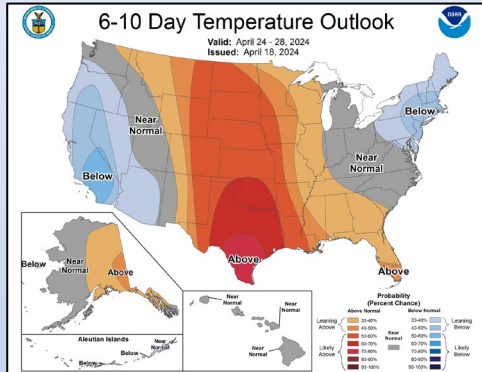 NOAA
6-10 Day Temperature Outlook
Valid: April 24 - 28, 2024
Issued: April 18, 2024
Below
Near
Normal
Below
Near
Normal
Below
Above
Above
Below
Near
Normal
Above
Aleutian Islands
Below
Below
Near
Normal
Near
Normal
Near
Normal
Near
Normal
Probability
(Percent Chance)
Above Normal
Below Normal
Leaning
Above
Likely
Above
33-40%
40-50%
50-60%
60-70%
70-80%
80-90%
90-100%
Near
Normal
33-40%
40-50%
50-60%
60-70%
70-80%
80-90%
90-100%
Leaning
Below
Likely
Below